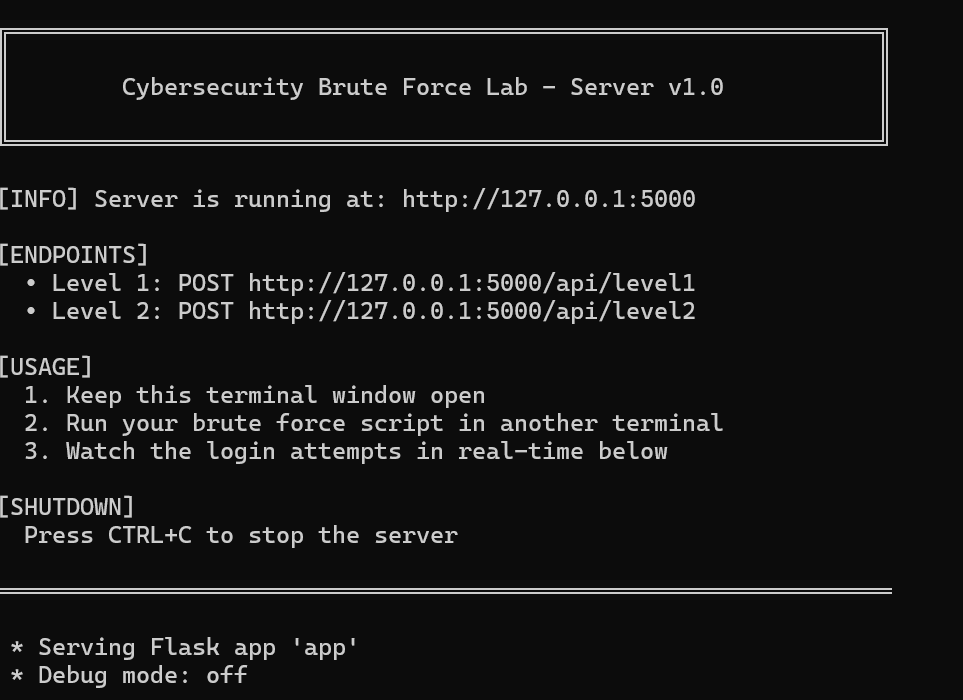 Cybersecurity Brute Force Lab - Server v1.0
[INFO] Server is running at: http://127.0.0.1:5000
[ENDPOINTS]
• Level 1: POST http://127.0.0.1:5000/api/level1
• Level 2: POST http://127.0.0.1:5000/api/level2
[USAGE]
1. Keep this terminal window open
2. Run your brute force script in another terminal
3. Watch the login attempts in real-time below
[SHUTDOWN]
Press CTRL+C to stop the server
* Serving Flask app 'app'
* Debug mode: off